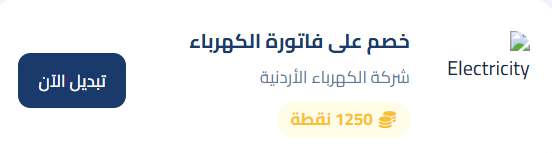 خصم على فاتورة الكهرباء
شركة الكهرباء الأردنية
1250 نقطة
Electricity
تبديل الآن